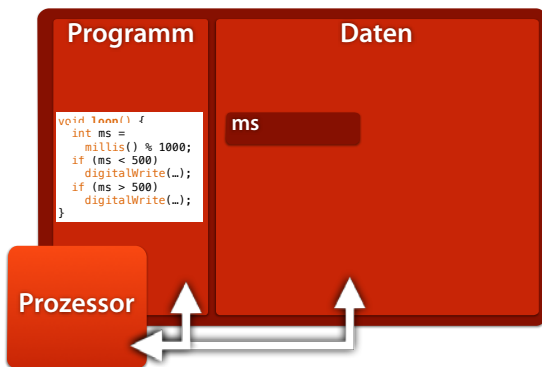 Programm
Daten
void loop() {
int ms =
millis() % 1000;
if (ms < 500)
digitalWrite(…);
if (ms > 500)
digitalWrite(…);
}
ms
Prozessor